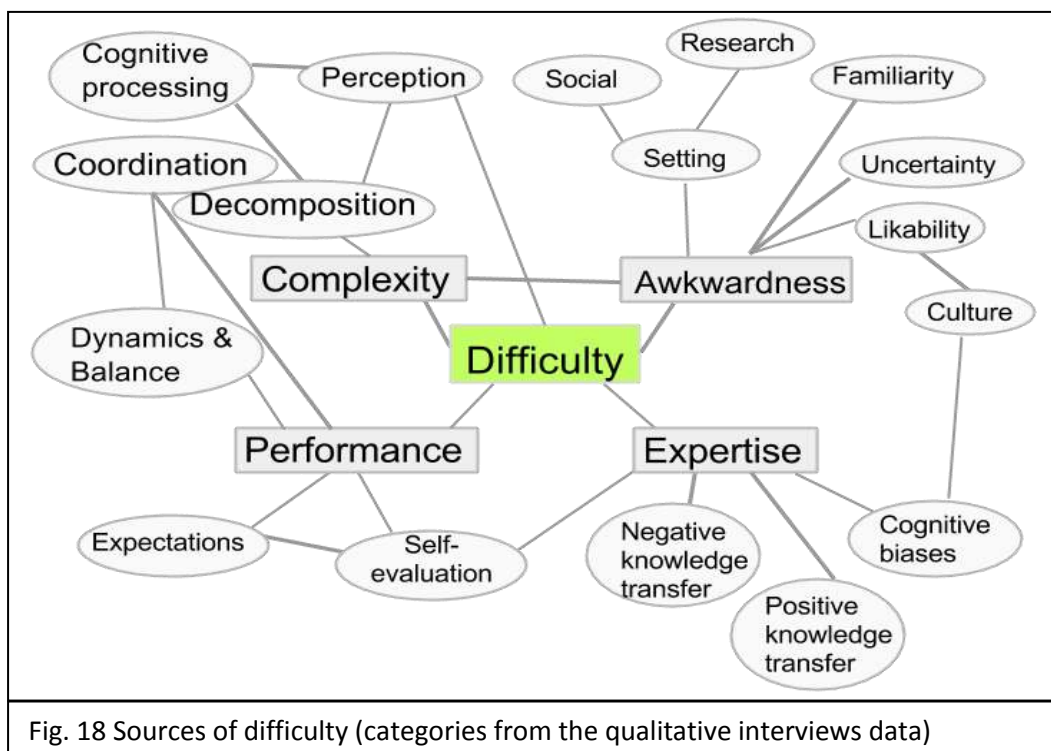 Cognitive
processing
Perception
Coordination
Decomposition
Complexity
Dynamics &
Balance
Research
Social
Setting
Familiarity
Uncertainty
Likability
Culture
Awkwardness
Difficulty
Performance
Expertise
Expectations
Self-
evaluation
Negative
knowledge
transfer
Positive
knowledge
transfer
Cognitive
biases
Fig. 18 Sources of difficulty (categories from the qualitative interviews data)